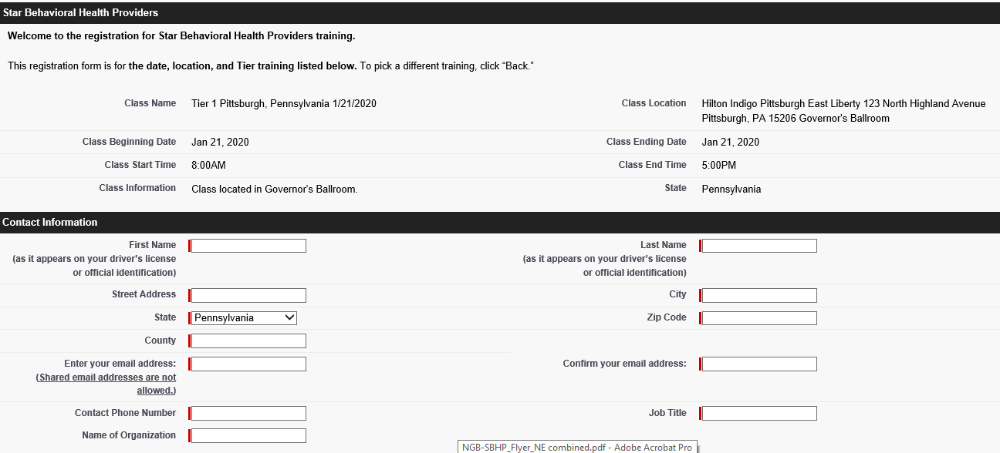 Star Behavioral Health Providers
Welcome to the registration for Star Behavioral Health Providers training.
This registration form is for the date, location, and Tier training listed below. To pick a different training, click “Back.”
Class Name Tier 1 Pittsburgh, Pennsylvania 1/21/2020 Class Location Hilton Indigo Pittsburgh East Liberty 123 North Highland Avenue
Pittsburgh, PA 15206 Governor's Ballroom
Class Beginning Date Jan 21, 2020 Class Ending Date Jan 21, 2020
Class Start Time 8:00AM Class End Time 5:00PM
Class Information Class located in Governor's Ballroom. State Pennsylvania
Contact Information
First Name Last Name
(as it appears on your driver's license (as it appears on your driver's license
or official identification) or official identification)
Street Address City
State Pennsylvania Zip Code
County
Enter your email address: Confirm your email address:
(Shared email addresses are not
allowed.)
Contact Phone Number Job Title
Name of Organization
NGB-SBHP_Flyer_NE combined.pdf - Adobe Acrobat Pro